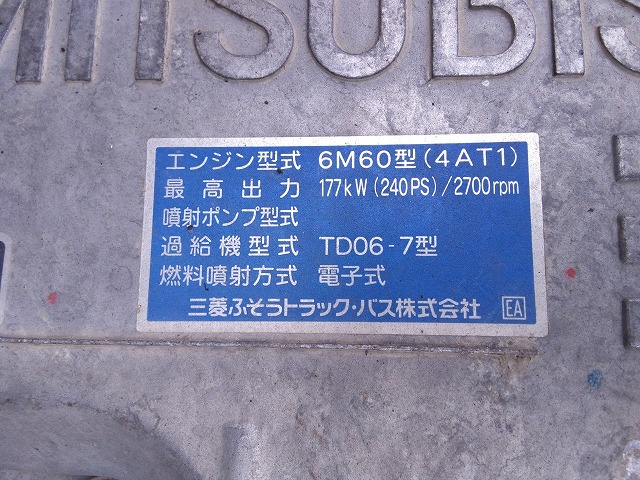 MITSUBIS
エンジン型式 6M60型(4AT1)
最高出力 177kW(240PS)/2700rpm
噴射ポンプ型式
過給機型式 TD06-7型
燃料噴射方式 電子式
三菱ふそうトラック・バス株式会社 EA